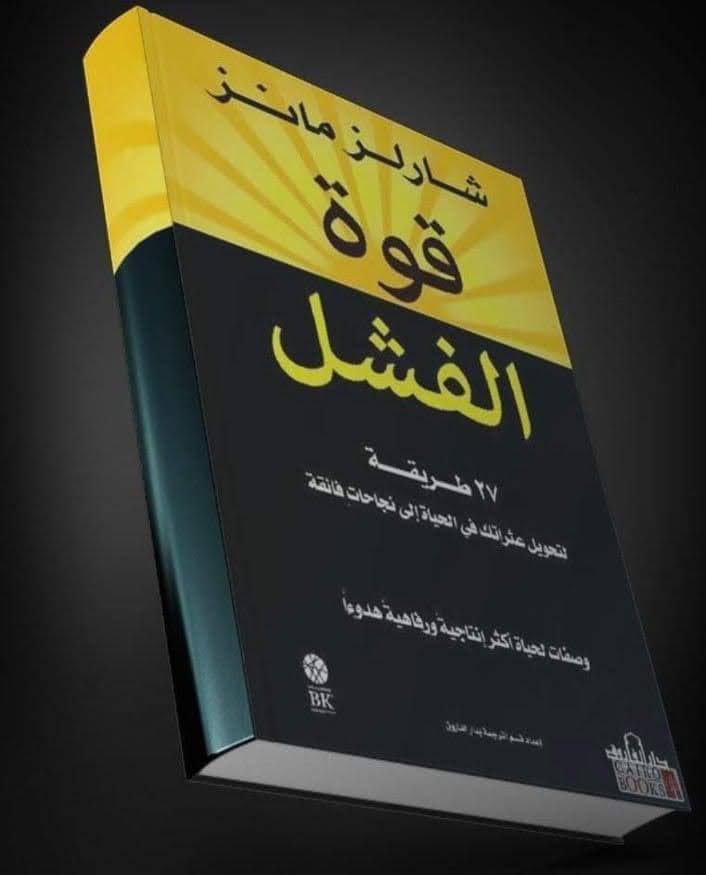 شارلز مانز
قوة
الفشل
٢٧ طريقة
لتحويل عثراتك في الحياة إلى نجاحات فائقة
وصفات لحياة أكثر إنتاجية ورفاهية هدوءاً
BK
إعداد قسم الترجمة بدار الفاروق
دار الفاروق
CAIRO
BOOKS